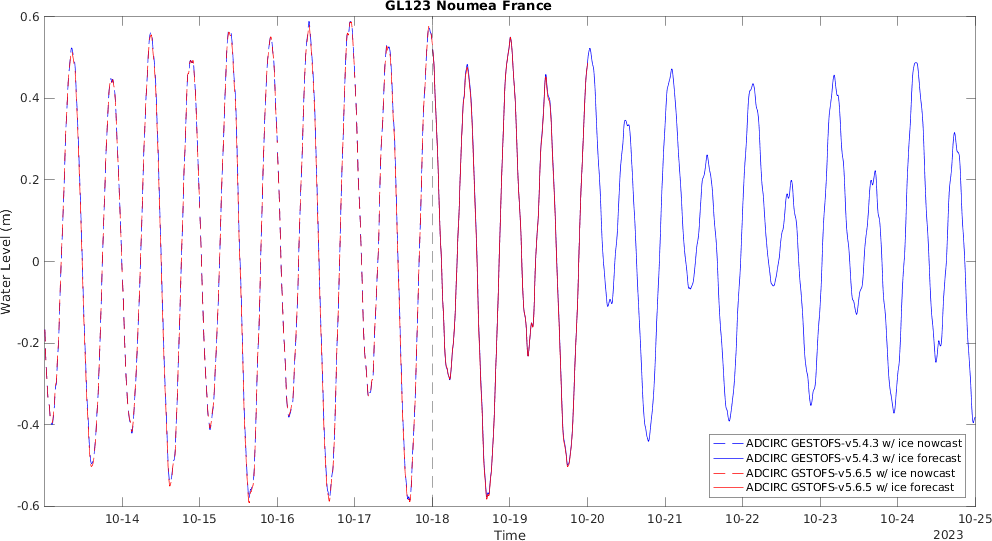 GL123 Noumea France
0.6
0.4
0.2
0
-0.2
-0.4
-0.6
Water Level (m)
ADCIRC GESTOFS-v5.4.3 w/ ice nowcast
ADCIRC GESTOFS-v5.4.3 w/ ice forecast
ADCIRC GSTOFS-v5.6.5 w/ ice nowcast
ADCIRC GSTOFS-v5.6.5 w/ ice forecast
10-14 10-15 10-16 10-17 10-18 10-19 10-20 10-21 10-22 10-23 10-24 10-25
Time
2023